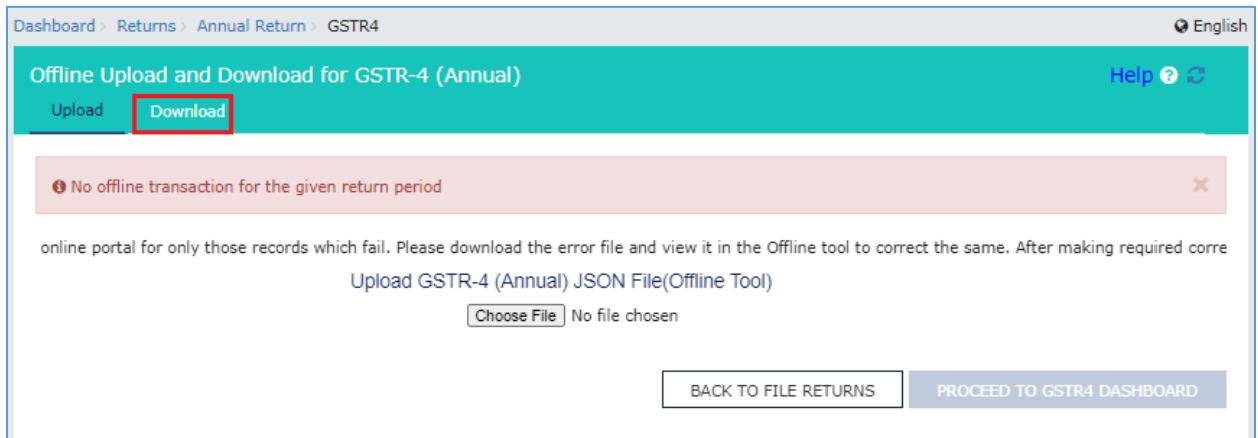 Dashboard > Returns > Annual Return > GSTR4 English
Offline Upload and Download for GSTR-4 (Annual) Help ?
Upload Download
No offline transaction for the given return period
online portal for only those records which fail. Please download the error file and view it in the Offline tool to correct the same. After making required corre
Upload GSTR-4 (Annual) JSON File(Offline Tool)
Choose File No file chosen
BACK TO FILE RETURNS PROCEED TO GSTR4 DASHBOARD